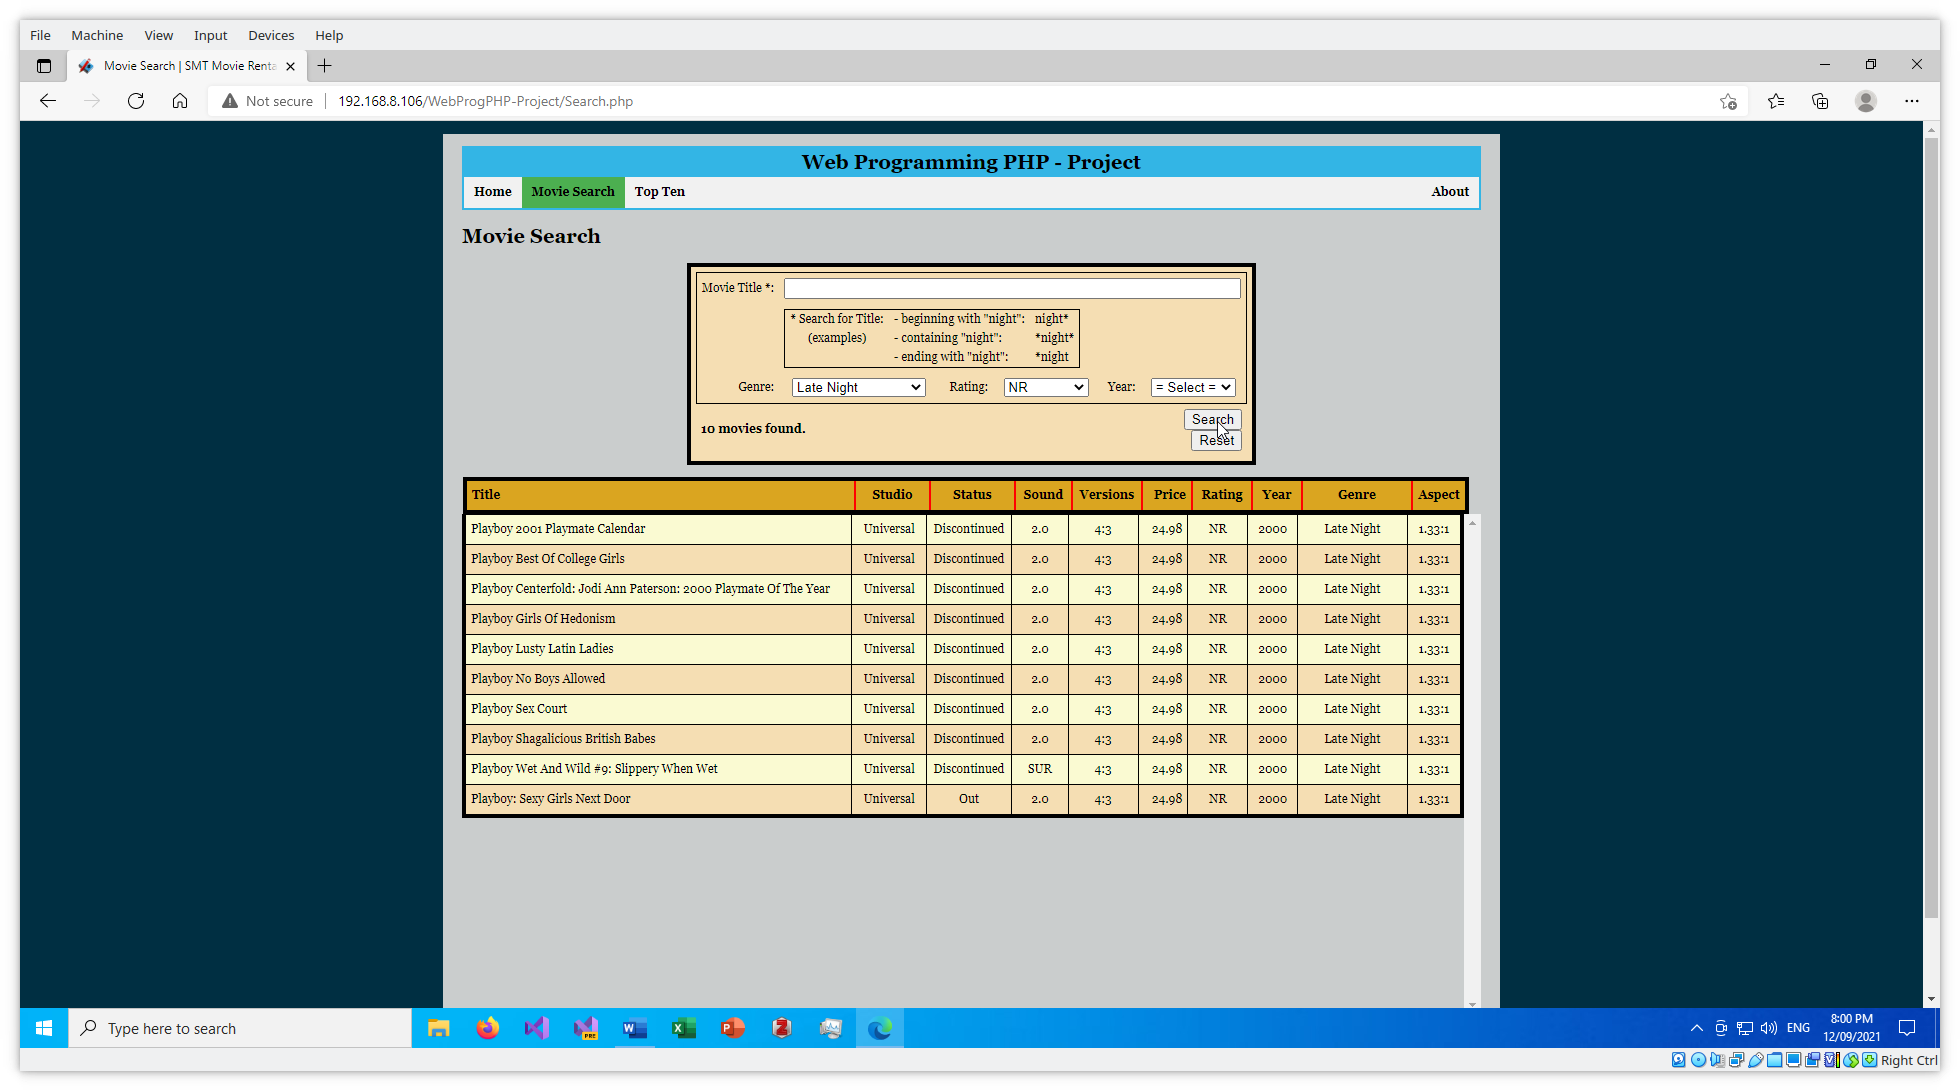 File Machine View Input Devices Help
Movie Search | SMT Movie Renta
Not secure 192.168.8.106/WebProgPHP-Project/Search.php
Web Programming PHP - Project
Home Movie Search Top Ten About
Movie Search
Movie Title *:
* Search for Title: - beginning with "night": night*
(examples) - containing "night": *night*
- ending with "night": *night
Genre: Late Night Rating: NR Year: = Select =
Search
10 movies found.
Reset
Title Studio Status Sound Versions Price Rating Year Genre Aspect
Playboy 2001 Playmate Calendar Universal Discontinued 2.0 4:3 24.98 NR 2000 Late Night 1.33:1
Playboy Best Of College Girls Universal Discontinued 2.0 4:3 24.98 NR 2000 Late Night 1.33:1
Playboy Centerfold: Jodi Ann Paterson: 2000 Playmate Of The Year Universal Discontinued 2.0 4:3 24.98 NR 2000 Late Night 1.33:1
Playboy Girls Of Hedonism Universal Discontinued 2.0 4:3 24.98 NR 2000 Late Night 1.33:1
Playboy Lusty Latin Ladies Universal Discontinued 2.0 4:3 24.98 NR 2000 Late Night 1.33:1
Playboy No Boys Allowed Universal Discontinued 2.0 4:3 24.98 NR 2000 Late Night 1.33:1
Playboy Sex Court Universal Discontinued 2.0 4:3 24.98 NR 2000 Late Night 1.33:1
Playboy Shagalicious British Babes Universal Discontinued 2.0 4:3 24.98 NR 2000 Late Night 1.33:1
Playboy Wet And Wild #9: Slippery When Wet Universal Discontinued SUR 4:3 24.98 NR 2000 Late Night 1.33:1
Playboy: Sexy Girls Next Door Universal Out 2.0 4:3 24.98 NR 2000 Late Night 1.33:1
Type here to search
PRE
ENG
8:00 PM
12/09/2021
Right Ctrl